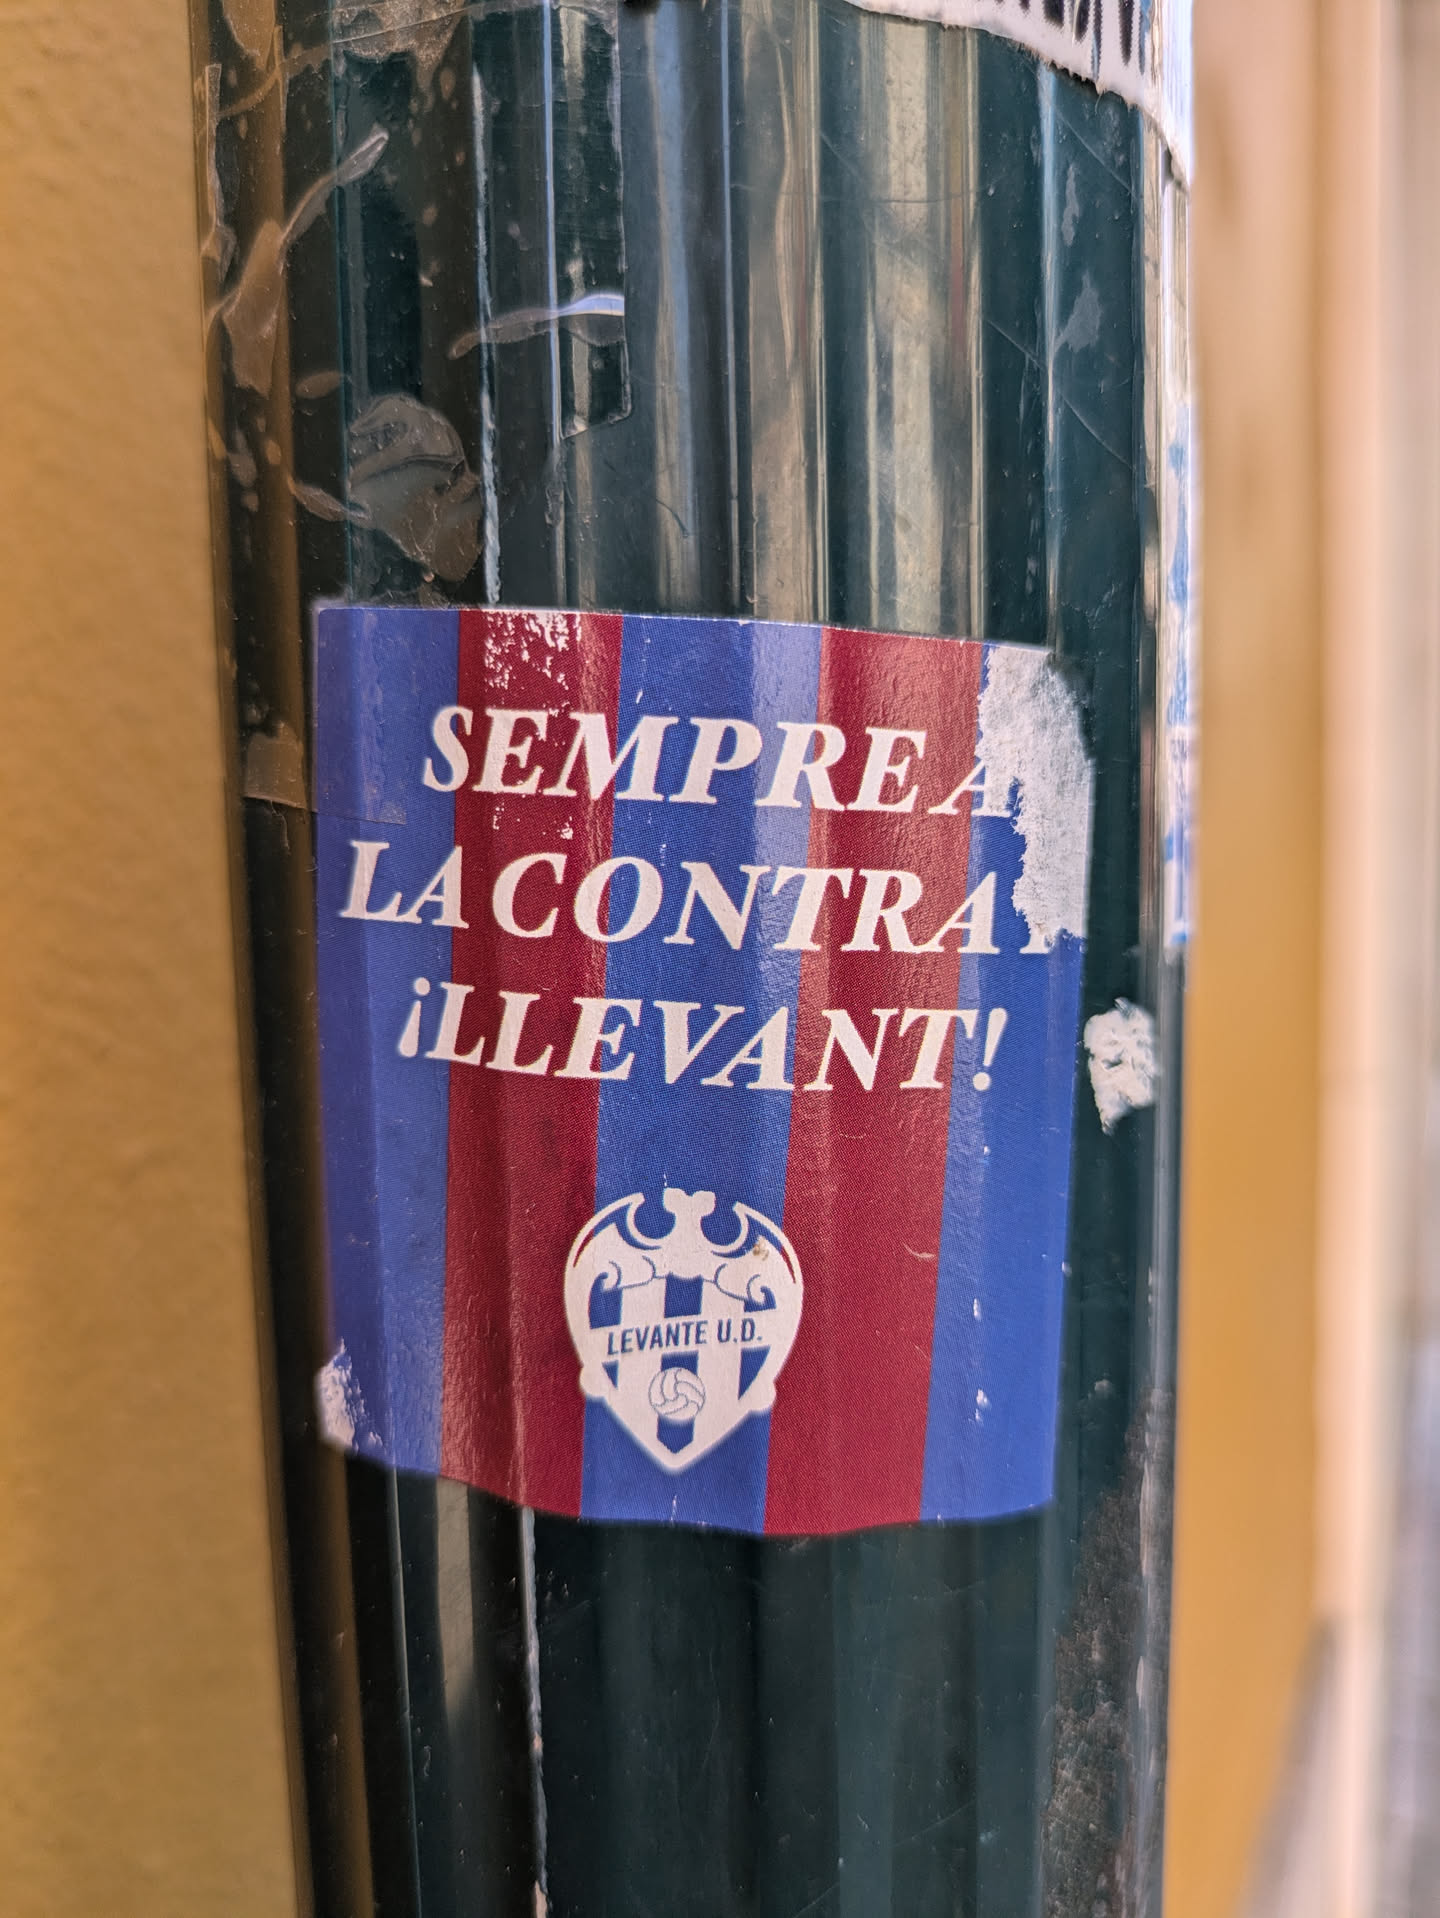 SEMPRE A
LA CONTRA
¡LLEVANT!
LEVANTE U.D.